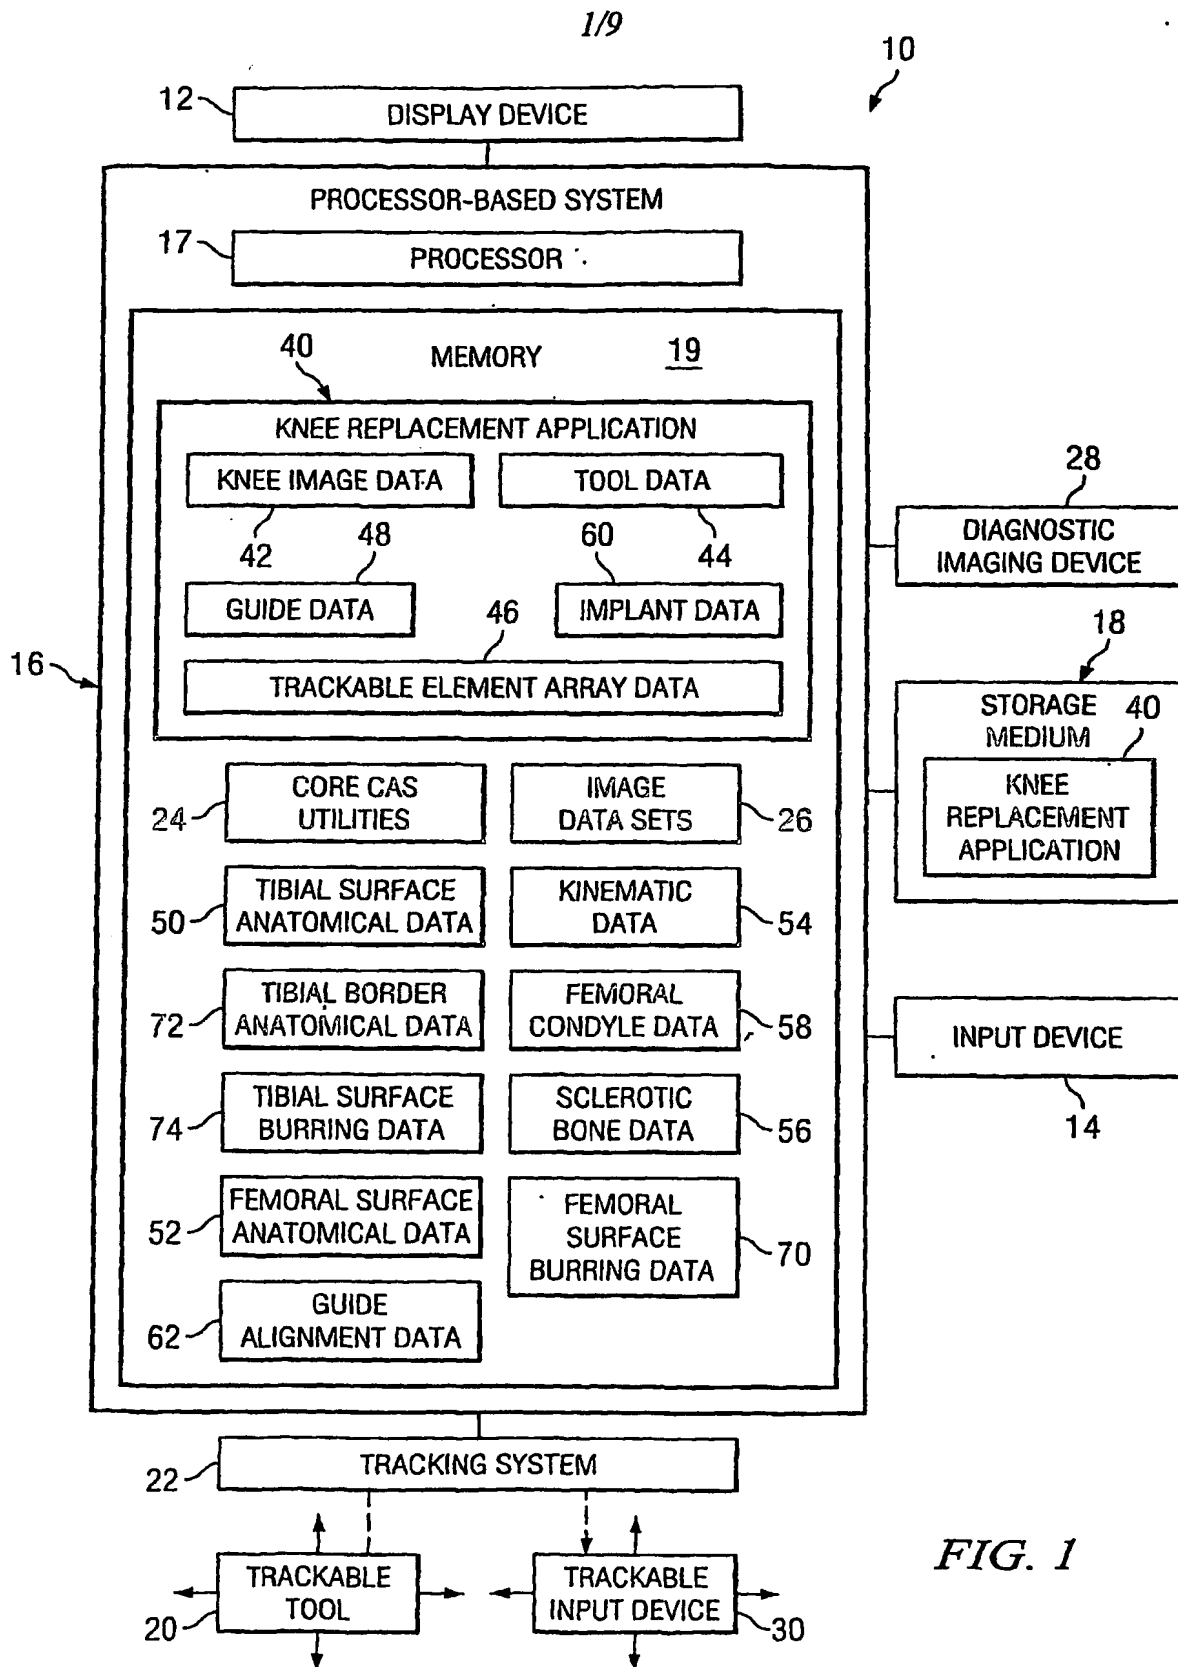 1/9
10
12
DISPLAY DEVICE
PROCESSOR-BASED SYSTEM
17
PROCESSOR
40
MEMORY
19
KNEE REPLACEMENT APPLICATION
KNEE IMAGE DATA
TOOL DATA
42
48
60
44
GUIDE DATA
IMPLANT DATA
46
TRACKABLE ELEMENT ARRAY DATA
16
28
DIAGNOSTIC
IMAGING DEVICE
18
STORAGE
MEDIUM
40
KNEE
REPLACEMENT
APPLICATION
24
CORE CAS
UTILITIES
IMAGE
DATA SETS
26
50
TIBIAL SURFACE
ANATOMICAL DATA
KINEMATIC
DATA
54
72
TIBIAL BORDER
ANATOMICAL DATA
FEMORAL
CONDYLE DATA
58
INPUT DEVICE
14
74
TIBIAL SURFACE
BURRING DATA
SCLEROTIC
BONE DATA
56
52
FEMORAL SURFACE
ANATOMICAL DATA
FEMORAL
SURFACE
BURRING DATA
70
62
GUIDE
ALIGNMENT DATA
22
TRACKING SYSTEM
TRACKABLE
TOOL
20
TRACKABLE
INPUT DEVICE
30
FIG. 1